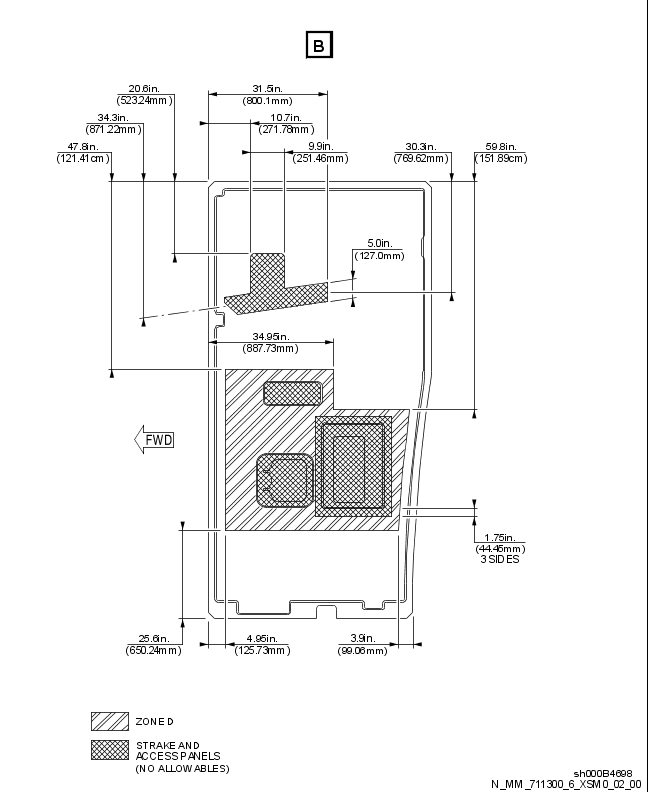 B
20.6in.
(523.24mm)
31.5in.
(800.1mm)
34.3in.
(871.22mm)
10.7in.
(271.78mm)
47.8in.
(121.41cm)
9.9in.
(251.46mm)
30.3in.
(769.62mm)
59.8in.
(151.89cm)
5.0in.
(127.0mm)
34.95in.
(887.73mm)
FWD
1.75in.
(44.45mm)
3 SIDES
25.6in.
(650.24mm)
4.95in.
(125.73mm)
3.9in.
(99.06mm)
ZONE D
STRAKE AND
ACCESS PANELS
(NO ALLOWABLES)
sh000B4698
N_MM_711300_6_XSM0_02_00